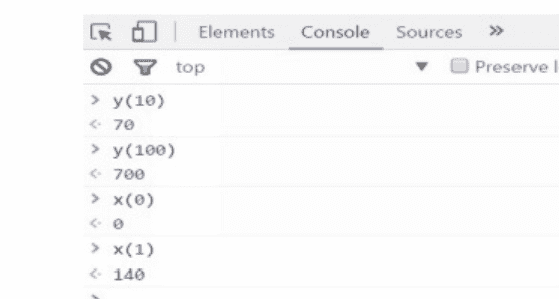 Elements Console Sources »
top ▼ Preserve l
> y(10)
<· 70
> y(100)
<· 700
> x(0)
<· 0
> x(1)
<· 140
>